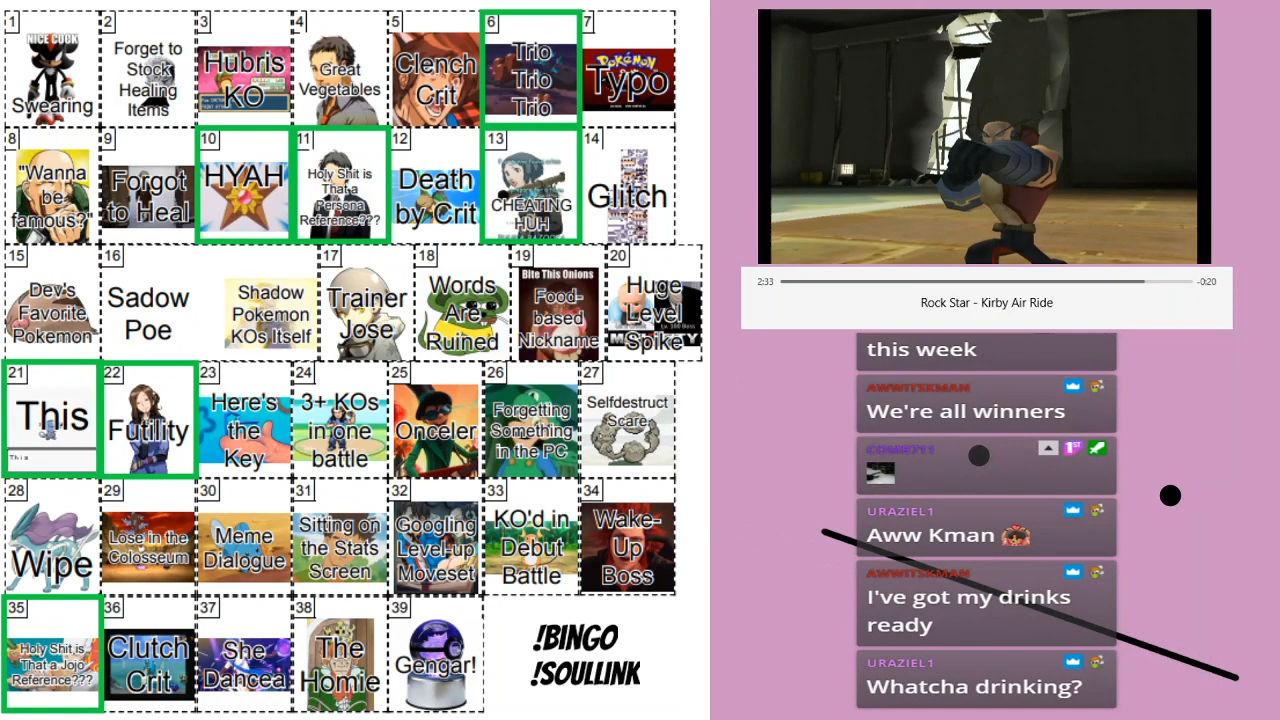 1
NICE COCK
Swearing
2
Forget to
Stock
Healing
Items
3
Hubris
KO
4
Great
Vegetables
5
Clench
Crit
6
Trio
Trio
Trio
7
POKÉMON
Typo
8
"Wanna
be
famous?"
9
Forgot
to Heal
10
HYAH
11
Holy Shit is
That a
Persona
Reference???
12
Death
by Crit
13
CHEATING
HUH
14
Glitch
15
Dev's
Favorite
Pokemon
16
Sadow
Poe
Shadow
Pokemon
KOs Itself
17
Trainer
Jose
18
Words
Are
Ruined
19
Bite This Onions
Food-
based
Nickname
20
Huge
Level
Spike
21
This
This
22
Futility
23
Here's
the
Key
24
3+ KOs
in one
battle
25
Onceler
26
Forgetting
Something
in the PC
27
Selfdestruct
Scare
28
Wipe
29
Lose in the
Colosseum
30
Meme
Dialogue
31
Sitting on
the Stats
Screen
32
Googling
Level-up
Moveset
33
KO'd in
Debut
Battle
34
Wake-
Up
Boss
35
Holy Shit is
That a Jojo
Reference???
36
Clutch
Crit
37
She
Dancea
38
The
Homie
39
Gengar!
!BINGO
!SOULLINK
2:33
-0:20
Rock Star - Kirby Air Ride
this week
AWWITSKMAN
We're all winners
1ST
URAZIEL1
Aww Kman
AWWITSKMAN
I've got my drinks
ready
URAZIEL1
Whatcha drinking?